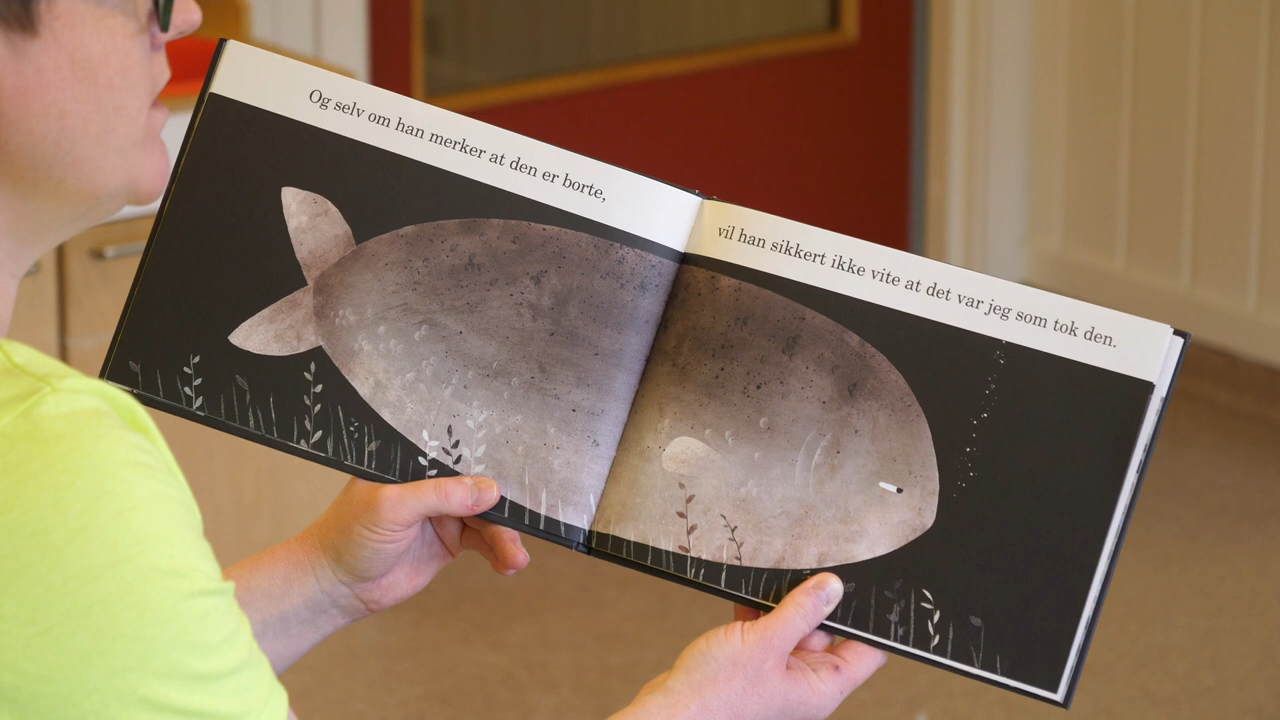 Og selv om han merker at den er borte,
vil han sikkert ikke vite at det var jeg som tok den.